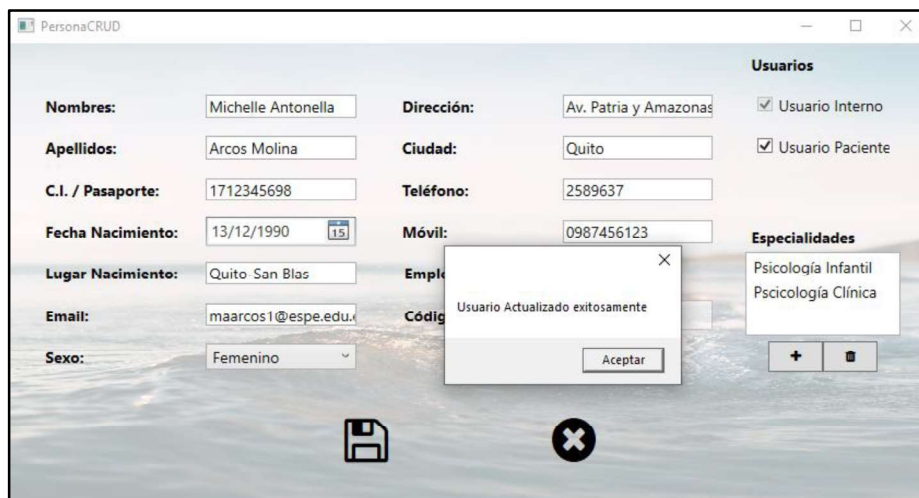 PersonaCRUD
Usuarios
Nombres: Michelle Antonella Dirección: Av. Patria y Amazonas Usuario Interno
Apellidos: Arcos Molina Ciudad: Quito Usuario Paciente
C.I. / Pasaporte: 1712345698 Teléfono: 2589637
Fecha Nacimiento: 13/12/1990 15 Móvil: 0987456123 Especialidades
Lugar Nacimiento: Quito-San Blas Psicología Infantil
Pscicología Clínica
Email: maarcos1@espe.edu. Usuario Actualizado exitosamente
Sexo: Femenino Aceptar